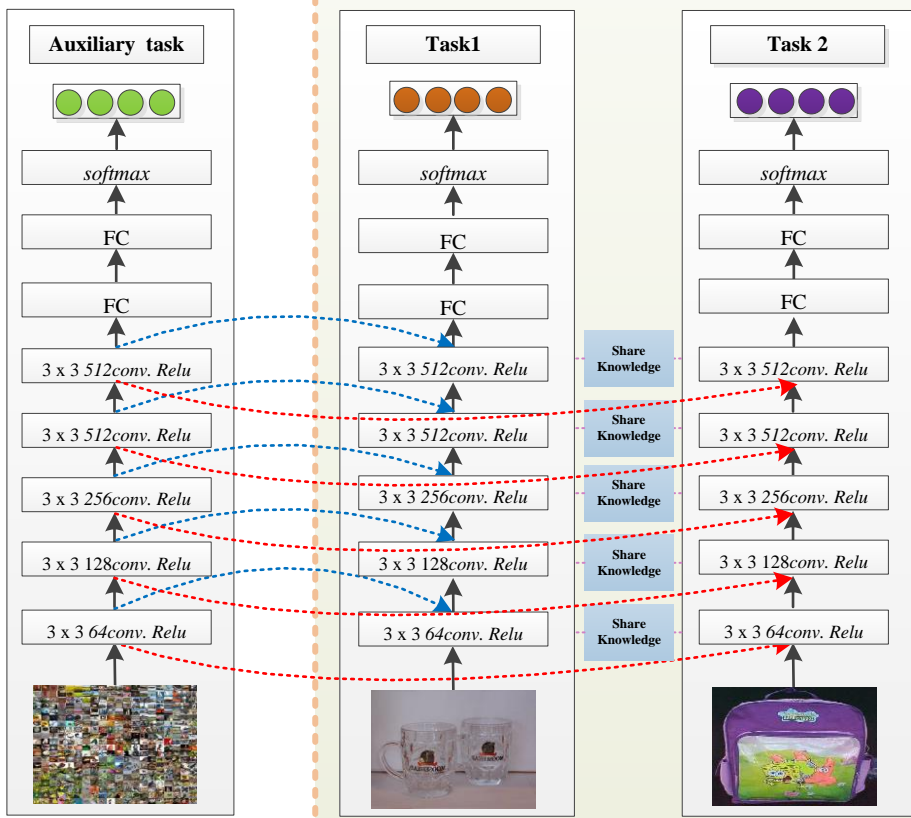 Auxiliary task
softmax
FC
FC
3 x 3 512conv. Relu
3 x 3 512conv. Relu
3 x 3 256conv. Relu
3 x 3 128conv. Relu
3 x 3 64conv. Relu
Task1
softmax
FC
FC
3 x 3 512conv. Relu
3 x 3 512conv. Relu
3 x 3 256conv. Relu
3 x 3 128conv. Relu
3 x 3 64conv. Relu
Share
Knowledge
Share
Knowledge
Share
Knowledge
Share
Knowledge
Share
Knowledge
Task 2
softmax
FC
FC
3 x 3 512conv. Relu
3 x 3 512conv. Relu
3 x 3 256conv. Relu
3 x 3 128conv. Relu
3 x 3 64conv. Relu